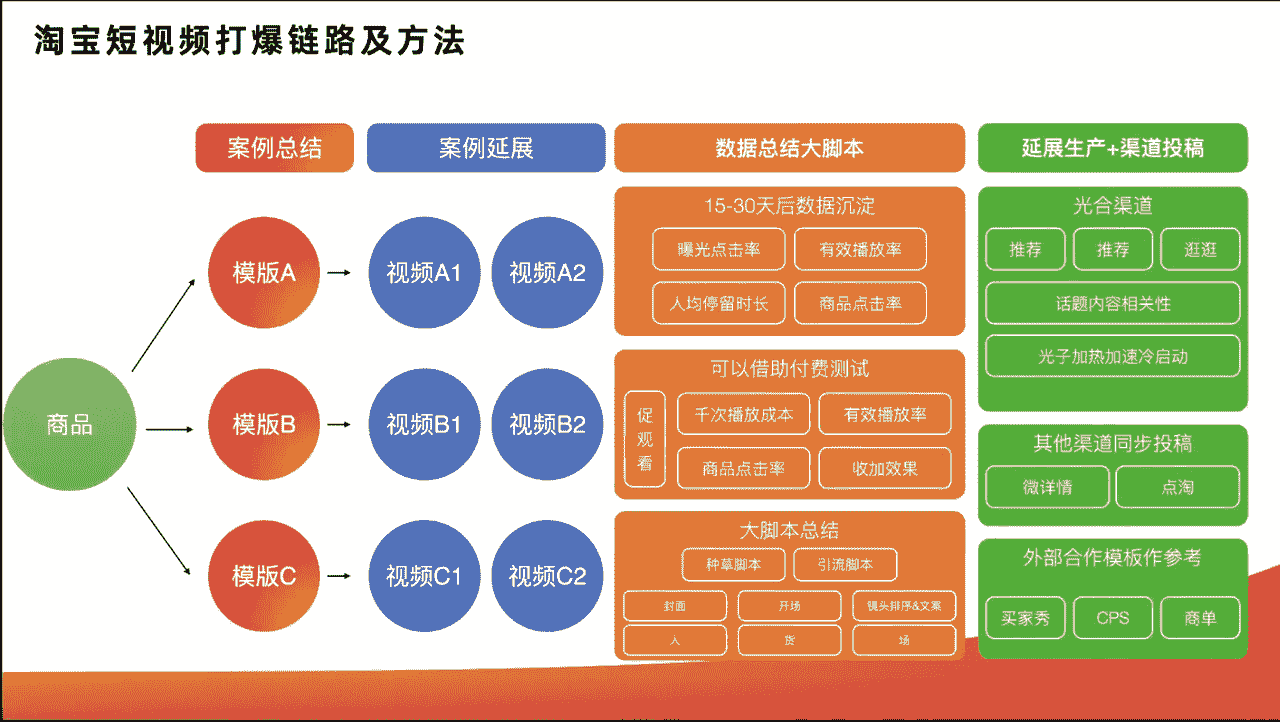 淘宝短视频打爆链路及方法
案例总结
案例延展
数据总结大脚本
延展生产+渠道投稿
商品
模版A
视频A1
视频A2
模版B
视频B1
视频B2
模版C
视频C1
视频C2
15-30天后数据沉淀
曝光点击率
有效播放率
人均停留时长
商品点击率
可以借助付费测试
促
观
看
千次播放成本
有效播放率
商品点击率
收加效果
大脚本总结
种草脚本
引流脚本
封面
开场
镜头排序&文案
人
货
场
光合渠道
推荐
推荐
逛逛
话题内容相关性
光子加热加速冷启动
其他渠道同步投稿
微详情
点淘
外部合作模板作参考
买家秀
CPS
商单